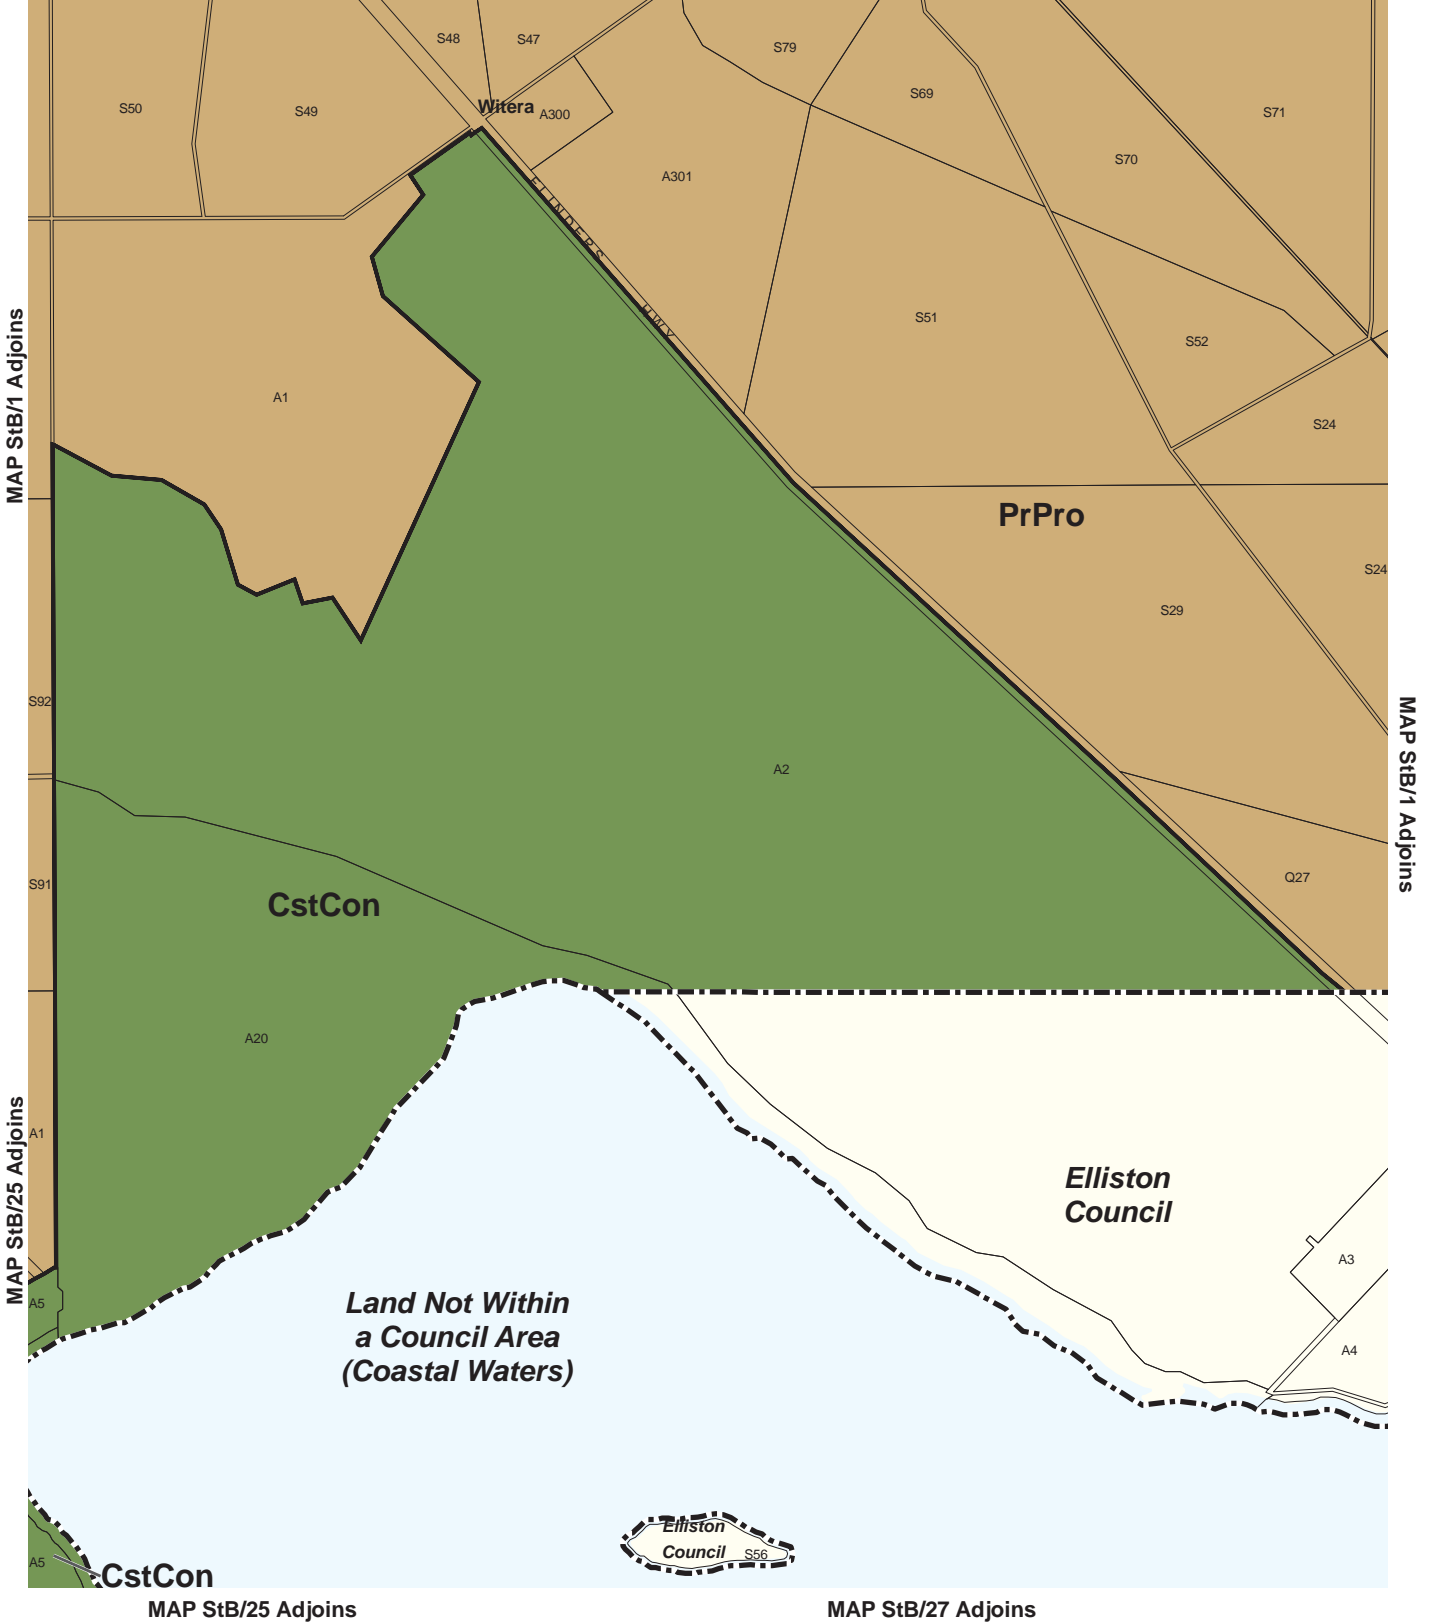 S48
S47
S79
S50
S49
Witera
A300
S69
S71
S70
A301
FLINDERS HWY
S51
S52
MAP StB/1 Adjoins
A1
S24
PrPro
S24
S29
S92
A2
MAP StB/1 Adjoins
S91
CstCon
Q27
A20
A1
MAP StB/25 Adjoins
Elliston
Council
A3
A5
Land Not Within
a Council Area
(Coastal Waters)
A4
Elliston
Council
S56
A5
CstCon
MAP StB/25 Adjoins
MAP StB/27 Adjoins